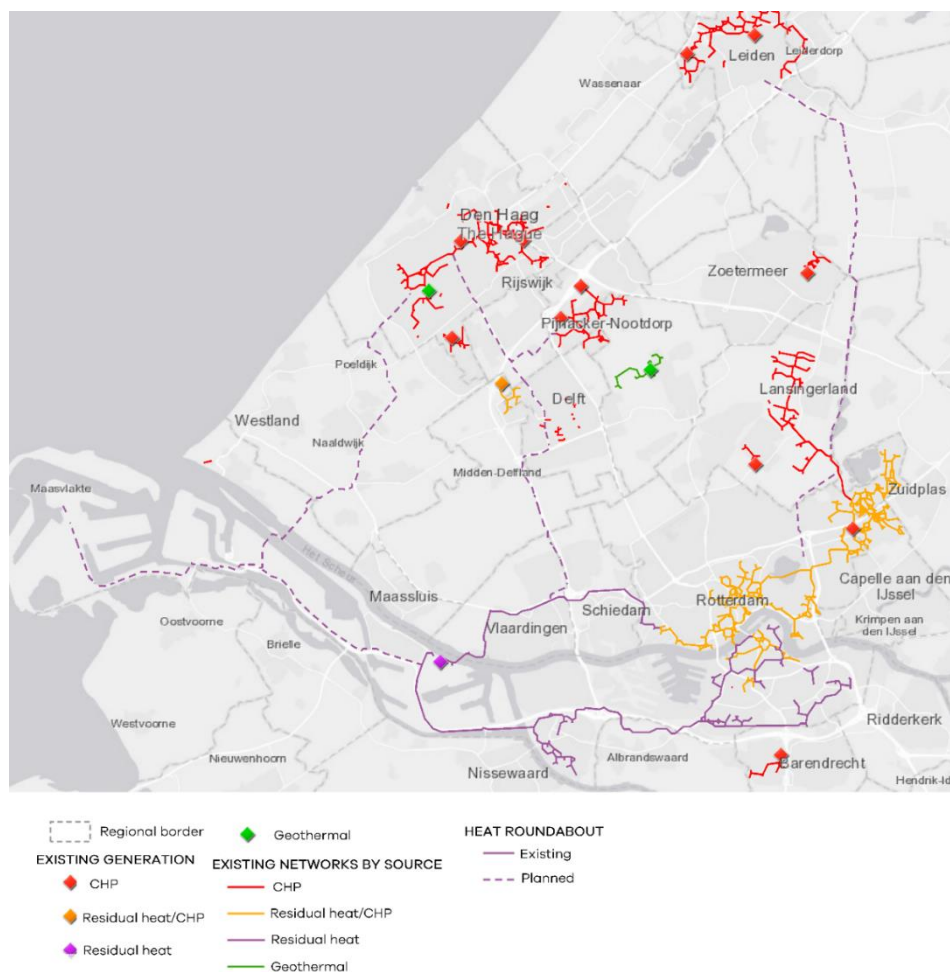 Leiden
Leiderdorp
Wassenaar
Den Haag
The Hague
Rijswijk
Zoetermeer
Pijnacker-Nootdorp
Poeldijk
Lansingerland
Delft
Westland
Naaldwijk
Midden-Delfland
Maasvlakte
Zuidplas
Het Scheur
Maassluis
Capelle aan den
IJssel
Schiedam
Rotterdam
Vlaardingen
Oostvoorne
Krimpen aan
den IJssel
Brielle
Westvoorne
Ridderkerk
Nieuwenhoorn
Albrandswaard
Barendrecht
Nissewaard
Hendrik-Id
Regional border
Geothermal
HEAT ROUNDABOUT
EXISTING GENERATION
EXISTING NETWORKS BY SOURCE
Existing
CHP
CHP
Planned
Residual heat/CHP
Residual heat/CHP
Residual heat
Residual heat
Geothermal